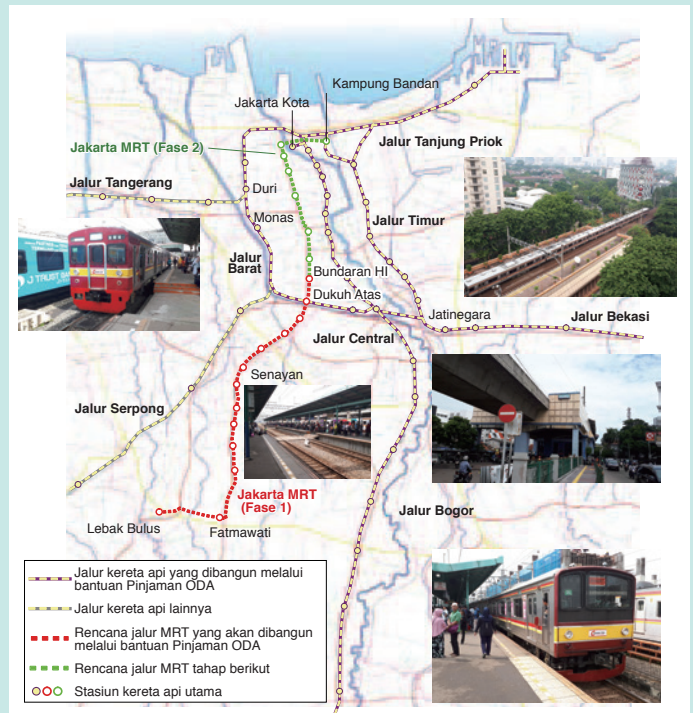 Kampung Bandan
Jakarta Kota
Jakarta MRT (Fase 2)
Jalur Tanjung Priok
Jalur Tangerang
Duri
Monas
Jalur Timur
Jalur
Barat
Bundaran HI
Dukuh Atas
Jatinegara
Jalur Bekasi
Jalur Central
Senayan
Jalur Serpong
Jakarta MRT
(Fase 1)
Lebak Bulus
Fatmawati
Jalur Bogor
Jalur kereta api yang dibangun melalui
bantuan Pinjaman ODA
Jalur kereta api lainnya
Rencana jalur MRT yang akan dibangun
melalui bantuan Pinjaman ODA
Rencana jalur MRT tahap berikut
Stasiun kereta api utama
J TRUST BANK